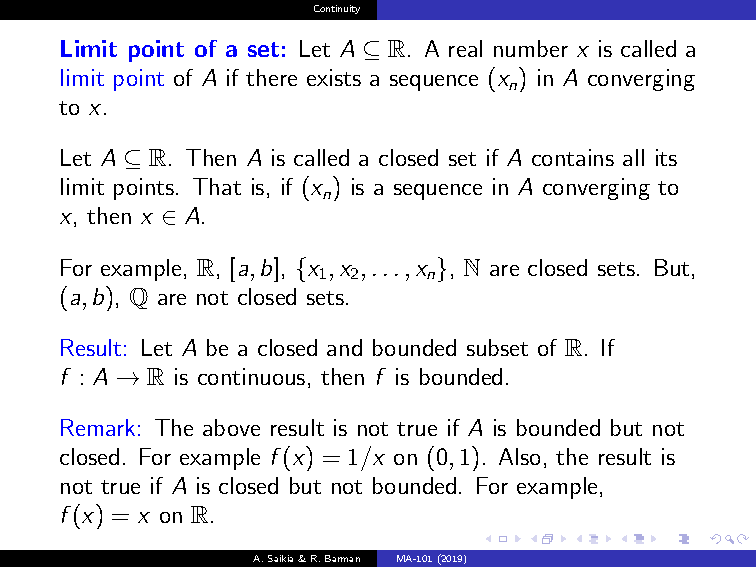 Continuity
Limit point of a set: Let A ⊆ ℝ. A real number x is called a
limit point of A if there exists a sequence (xₙ) in A converging
to x.
Let A ⊆ ℝ. Then A is called a closed set if A contains all its
limit points. That is, if (xₙ) is a sequence in A converging to
x, then x ∈ A.
For example, ℝ, [a, b], {x₁, x₂, . . . , xₙ}, ℕ are closed sets. But,
(a, b), ℚ are not closed sets.
Result: Let A be a closed and bounded subset of ℝ. If
f : A → ℝ is continuous, then f is bounded.
Remark: The above result is not true if A is bounded but not
closed. For example f(x) = 1/x on (0, 1). Also, the result is
not true if A is closed but not bounded. For example,
f(x) = x on ℝ.
A. Saikia & R. Barman MA-101 (2019)